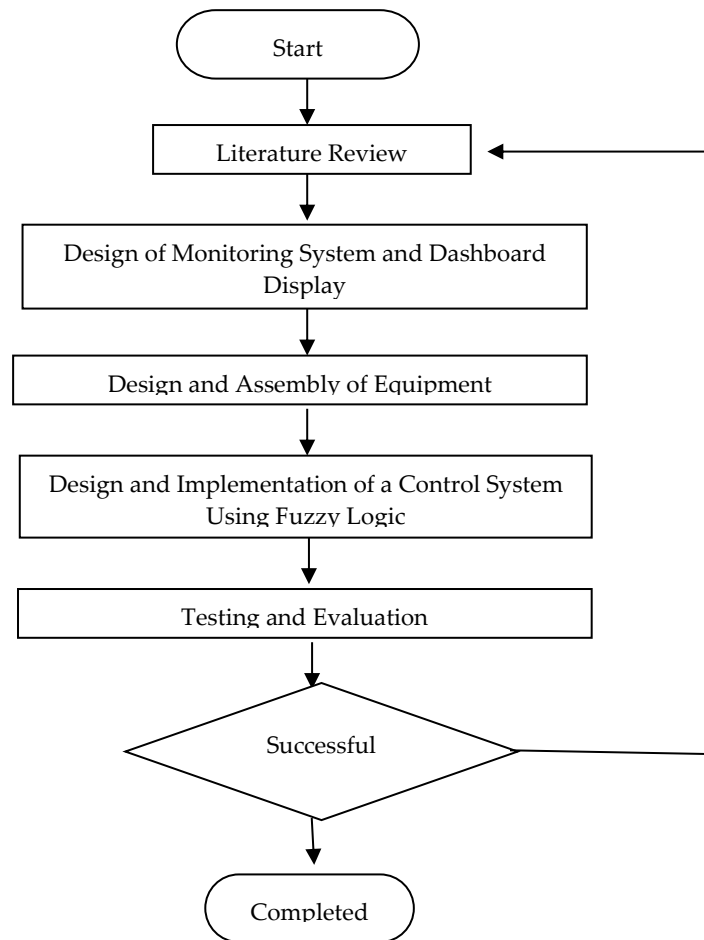 Start
Literature Review
Design of Monitoring System and Dashboard
Display
Design and Assembly of Equipment
Design and Implementation of a Control System
Using Fuzzy Logic
Testing and Evaluation
Successful
Completed